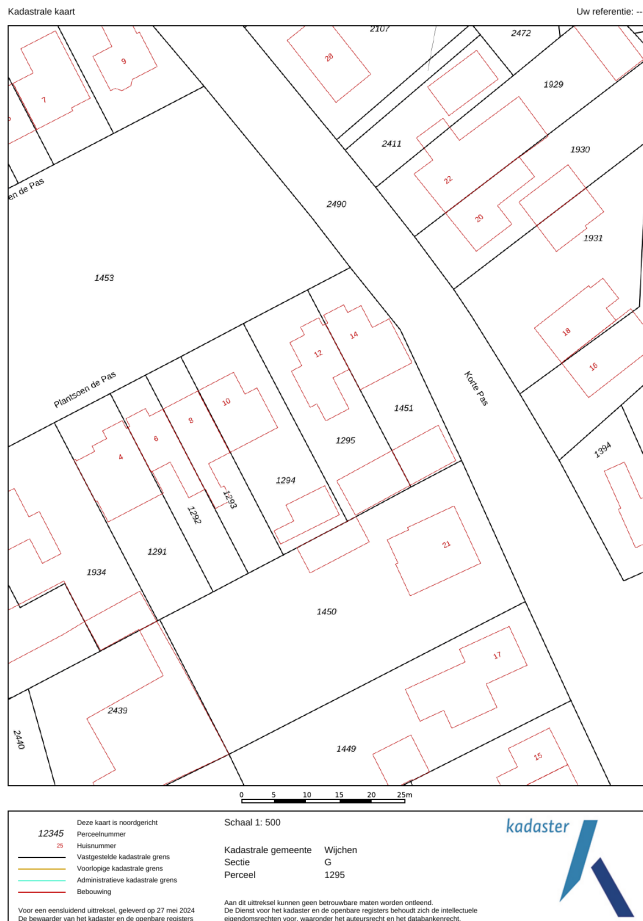 Kadastrale kaart
Uw referentie: --
2107
2472
9
28
7
1929
2411
1930
22
en de Pas
2490
20
1931
1453
18
14
12
16
Plantsoen de Pas
Korte Pas
10
1451
8
6
1295
4
1394
1294
1293
1292
21
1291
1934
1450
17
2439
2440
1449
15
0 5 10 15 20 25m
Deze kaart is noordgericht
12345 Perceelnummer
25 Huisnummer
Vastgestelde kadastrale grens
Voorlopige kadastrale grens
Administratieve kadastrale grens
Bebouwing
Voor een eensluidend uittreksel, geleverd op 27 mei 2024
De bewaarder van het kadaster en de openbare registers
Schaal 1: 500
Kadastrale gemeente Wijchen
Sectie G
Perceel 1295
Aan dit uittreksel kunnen geen betrouwbare maten worden ontleend.
De Dienst voor het kadaster en de openbare registers behoudt zich de intellectuele
eigendomsrechten voor, waaronder het auteursrecht en het databankenrecht.
kadaster